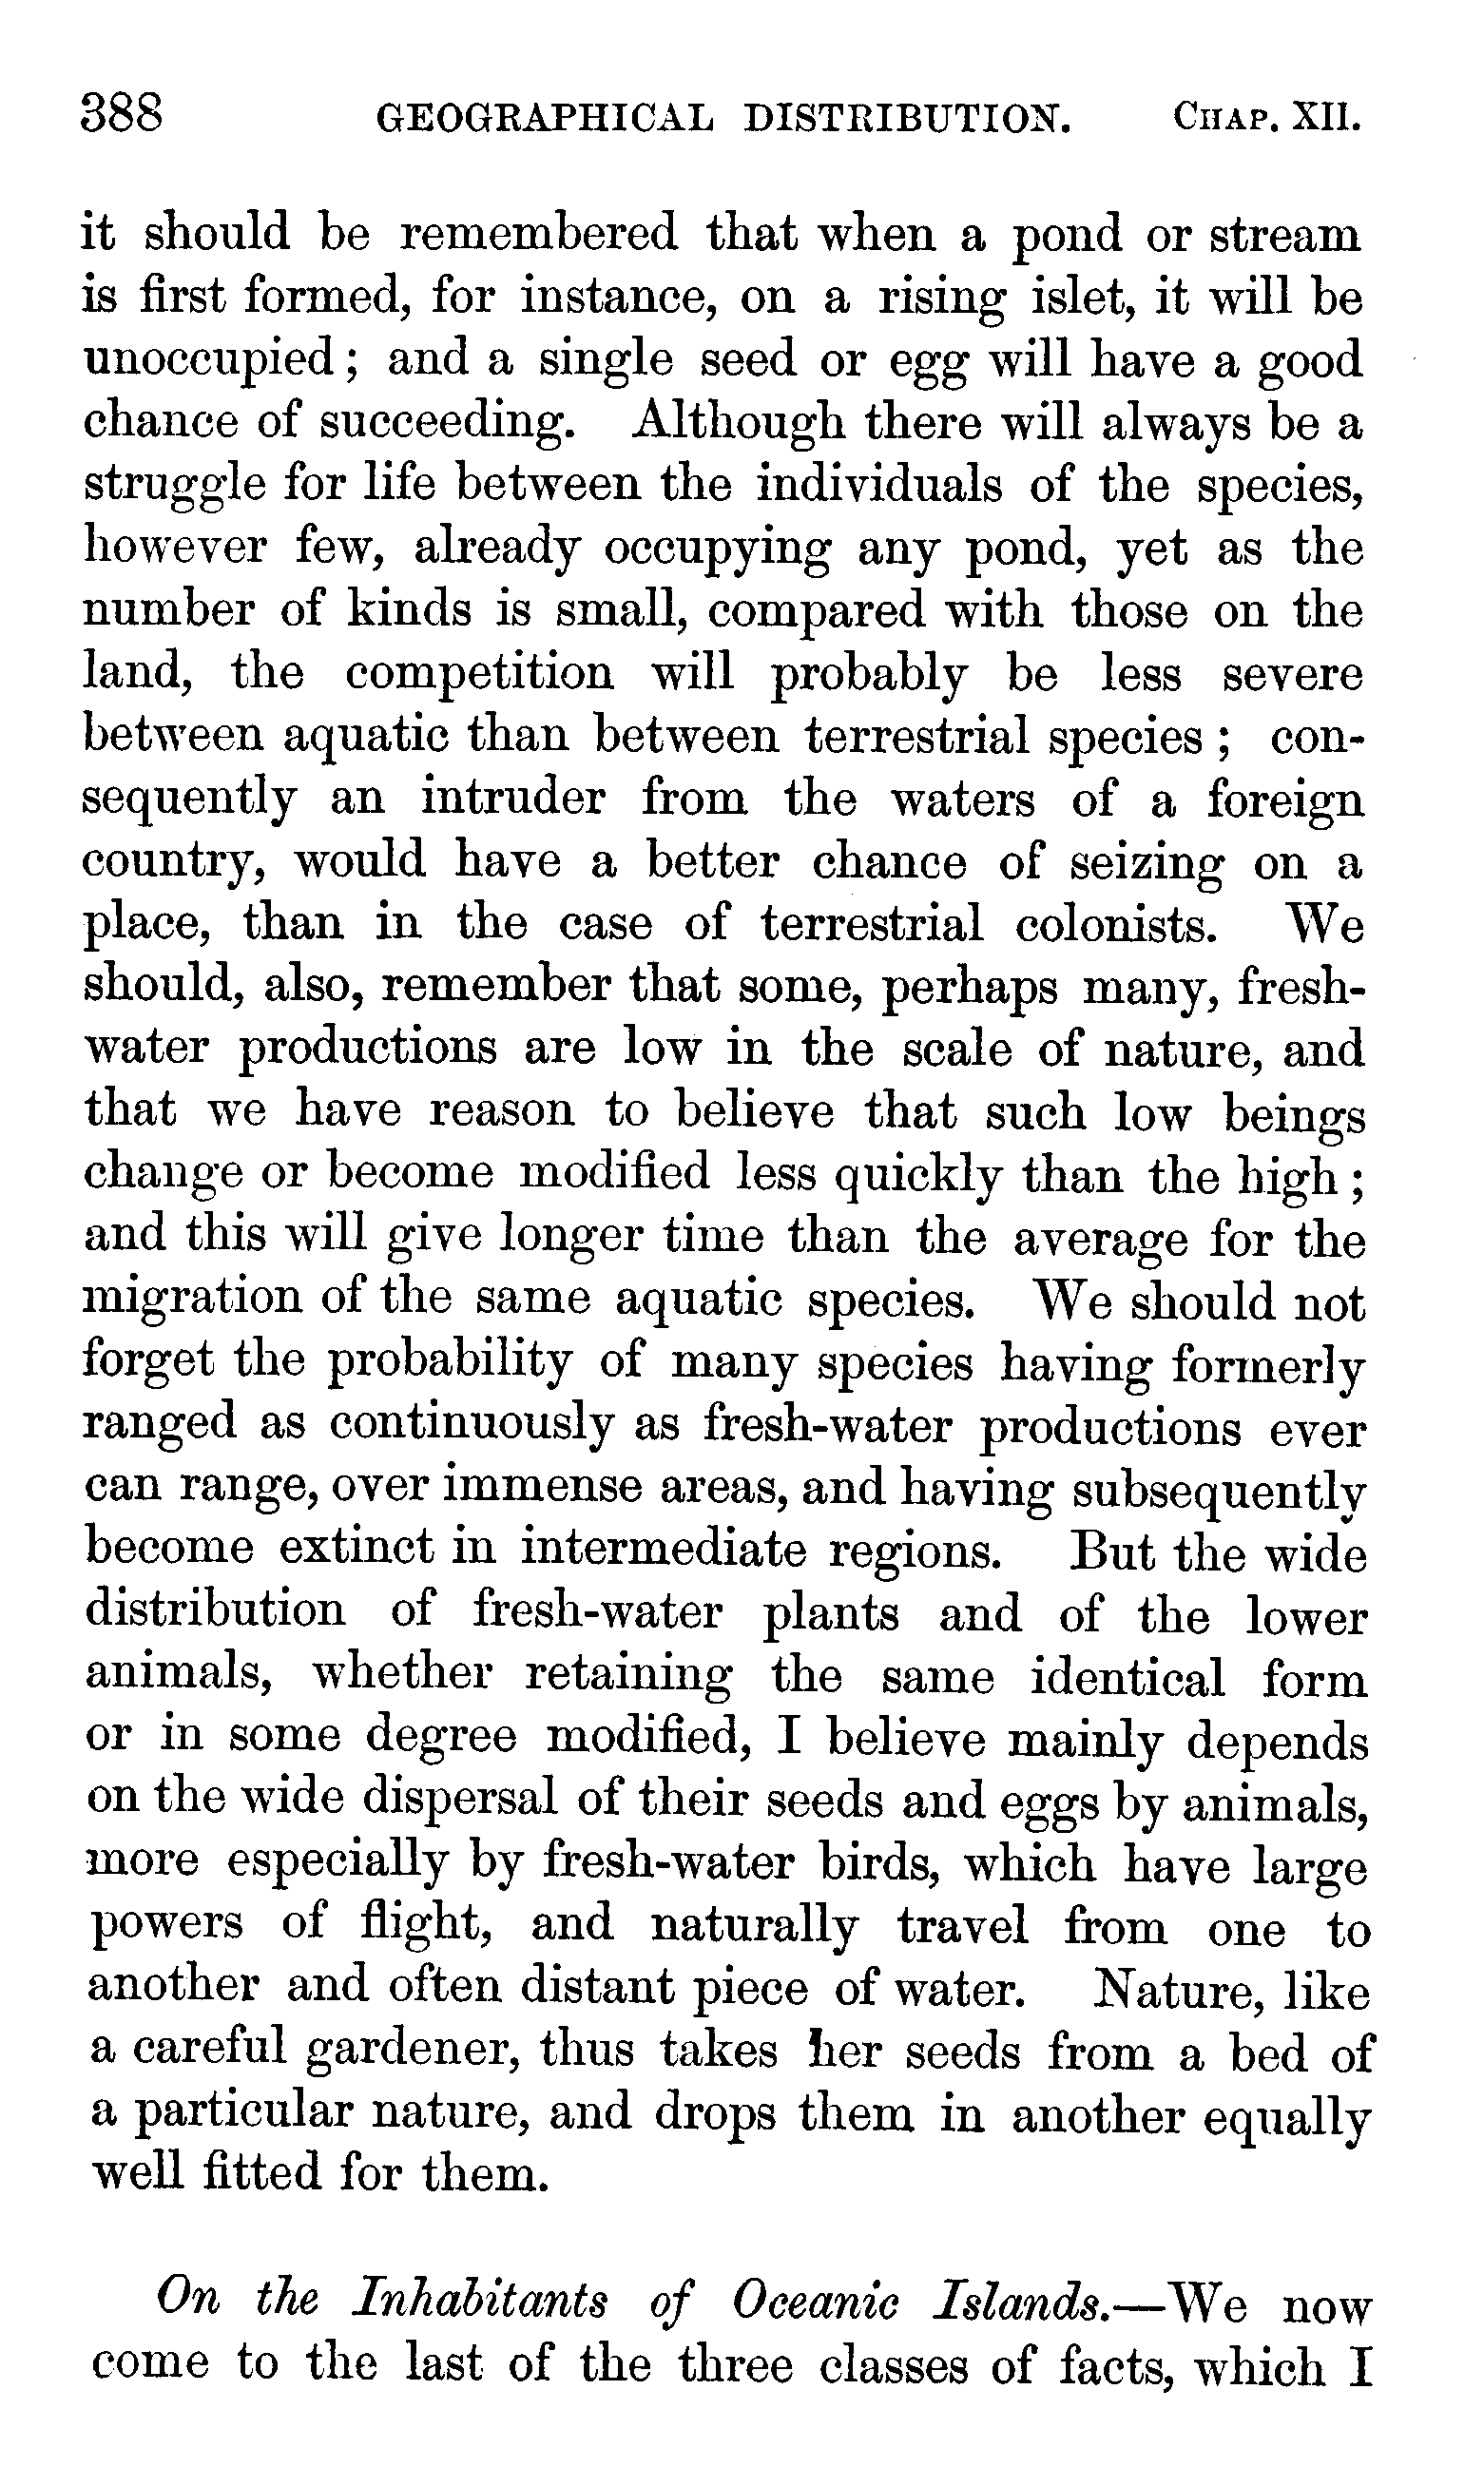 388 GEOGRAPHICAL DISTRIBUTION. CHAP. XII.
it should be remembered that when a pond or stream
is first formed, for instance, on a rising islet, it will be
unoccupied; and a single seed or egg will have a good
chance of succeeding. Although there will always be a
struggle for life between the individuals of the species,
however few, already occupying any pond, yet as the
number of kinds is small, compared with those on the
land, the competition will probably be less severe
between aquatic than between terrestrial species; con-
sequently an intruder from the waters of a foreign
country, would have a better chance of seizing on a
place, than in the case of terrestrial colonists. We
should, also, remember that some, perhaps many, fresh-
water productions are low in the scale of nature, and
that we have reason to believe that such low beings
change or become modified less quickly than the high;
and this will give longer time than the average for the
migration of the same aquatic species. We should not
forget the probability of many species having formerly
ranged as continuously as fresh-water productions ever
can range, over immense areas, and having subsequently
become extinct in intermediate regions. But the wide
distribution of fresh-water plants and of the lower
animals, whether retaining the same identical form
or in some degree modified, I believe mainly depends
on the wide dispersal of their seeds and eggs by animals,
more especially by fresh-water birds, which have large
powers of flight, and naturally travel from one to
another and often distant piece of water. Nature, like
a careful gardener, thus takes her seeds from a bed of
a particular nature, and drops them in another equally
well fitted for them.
On the Inhabitants of Oceanic Islands.—We now
come to the last of the three classes of facts, which I